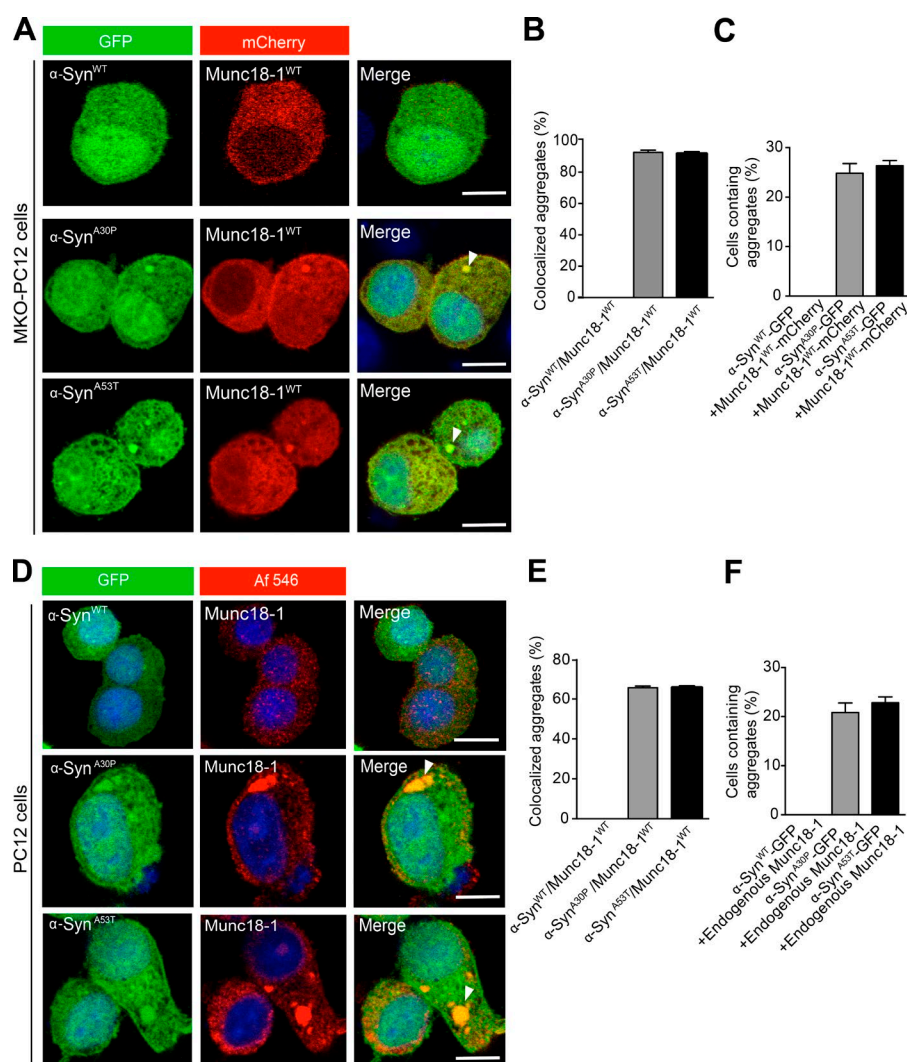 A
GFP
mCherry
MKO-PC12 cells
α-Syn^WT
Munc18-1^WT
Merge
α-Syn^A30P
Munc18-1^WT
Merge
α-Syn^A53T
Munc18-1^WT
Merge
B
Colocalized aggregates (%)
100
80
60
40
20
0
α-Syn^WT/Munc18-1^WT
α-Syn^A30P/Munc18-1^WT
α-Syn^A53T/Munc18-1^WT
C
Cells containg
aggregates (%)
30
20
10
0
α-Syn^WT-GFP
+Munc18-1^WT-mCherry
α-Syn^A30P-GFP
+Munc18-1^WT-mCherry
α-Syn^A53T-GFP
+Munc18-1^WT-mCherry
D
GFP
Af 546
PC12 cells
α-Syn^WT
Munc18-1
Merge
α-Syn^A30P
Munc18-1
Merge
α-Syn^A53T
Munc18-1
Merge
E
Colocalized aggregates (%)
80
60
40
20
0
α-Syn^WT/Munc18-1^WT
α-Syn^A30P/Munc18-1^WT
α-Syn^A53T/Munc18-1^WT
F
Cells containing
aggregates (%)
30
20
10
0
α-Syn^WT-GFP
+Endogenous Munc18-1
α-Syn^A30P-GFP
+Endogenous Munc18-1
α-Syn^A53T-GFP
+Endogenous Munc18-1